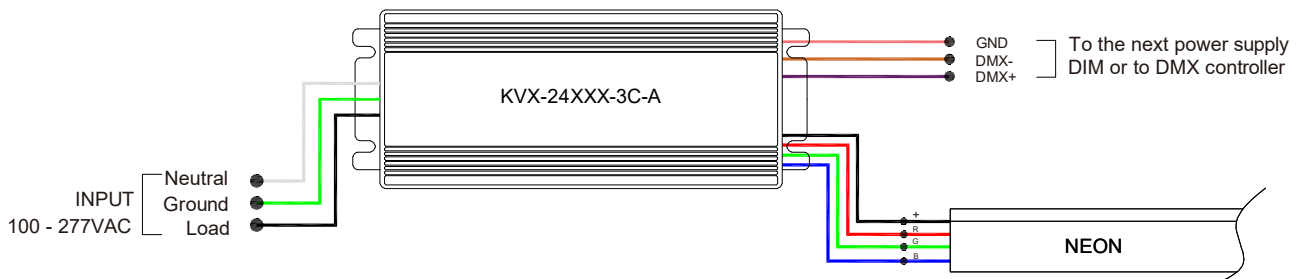 KVX-24XXX-3C-A
GND
DMX-
DMX+
To the next power supply
DIM or to DMX controller
INPUT
100 - 277VAC
Neutral
Ground
Load
+
R
G
B
NEON